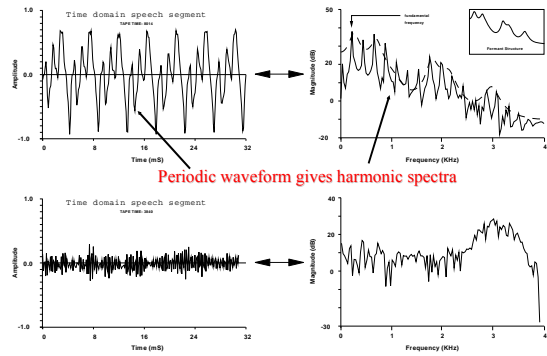 Time domain speech segment
TAPE TIME: 8014
Amplitude
1.0
0.0
-1.0
0 8 16 24 32
Time (mS)
fundamental
frequency
Formant Structure
Magnitude (dB)
50
20
0
-20
0 1 2 3 4
Frequency (KHz)
Periodic waveform gives harmonic spectra
Time domain speech segment
TAPE TIME: 3840
Amplitude
1.0
0.0
-1.0
0 8 16 24 32
Time (mS)
Magnitude (dB)
40
0
-30
0 1 2 3 4
Frequency (KHz)